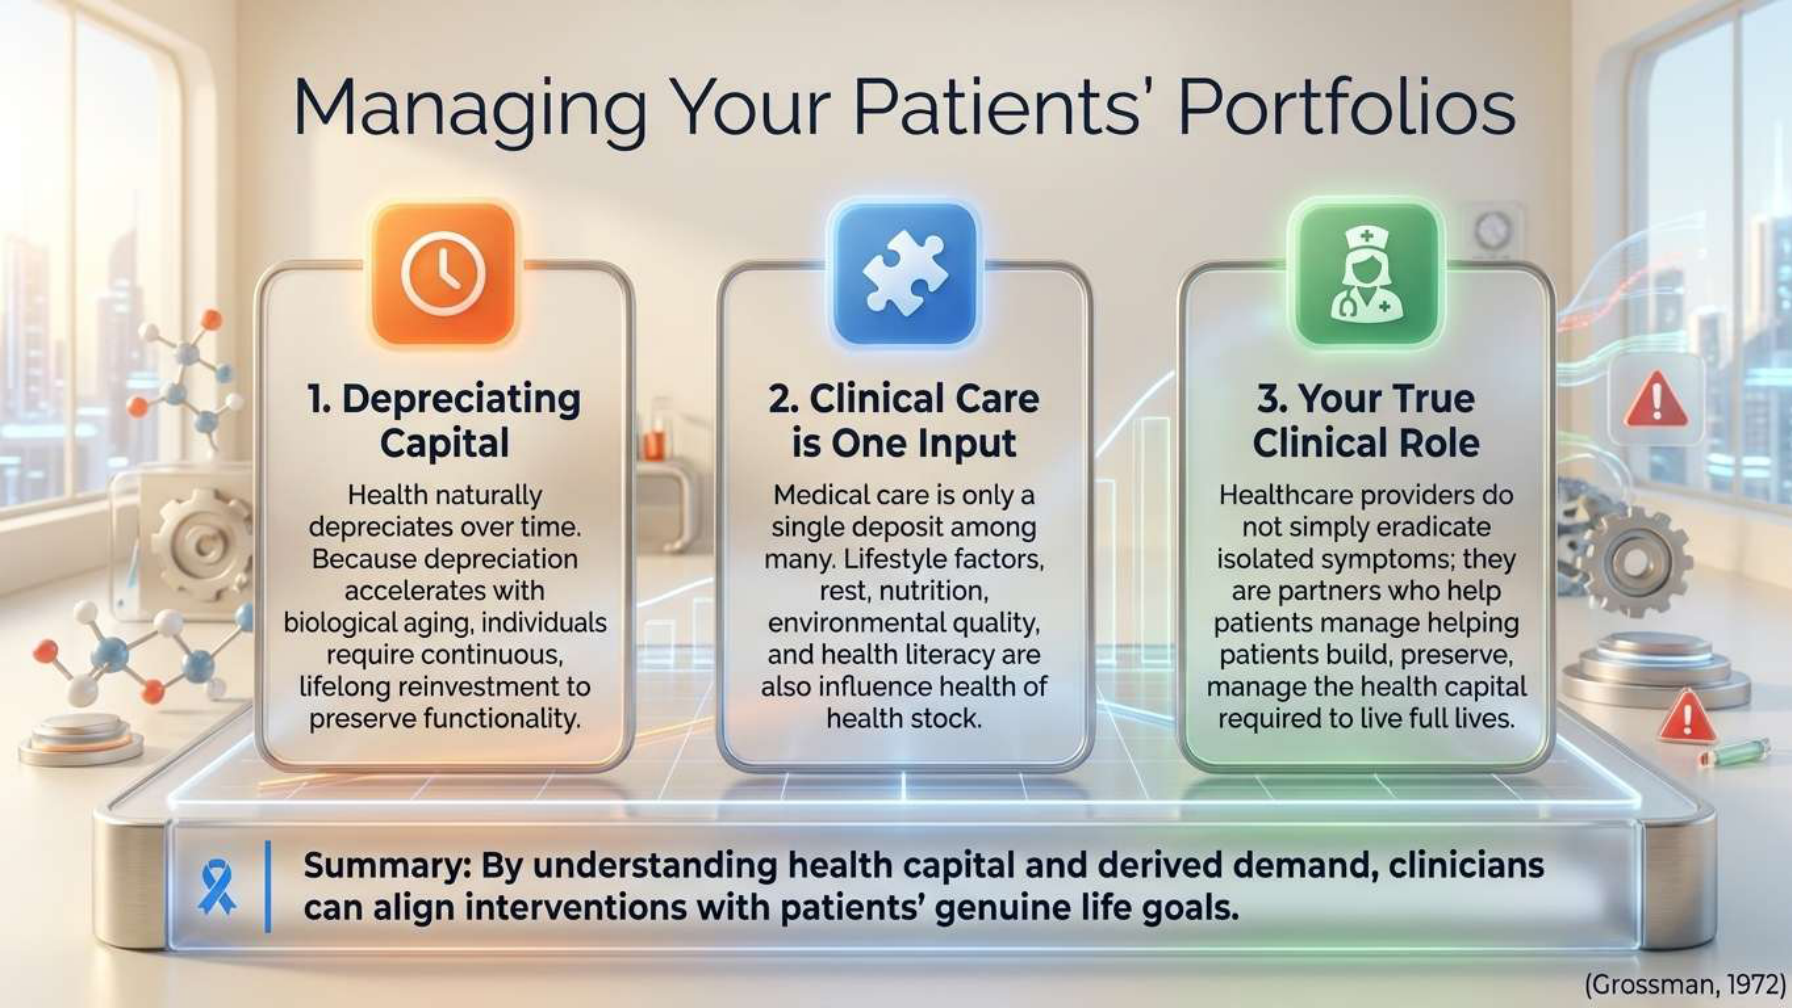 Managing Your Patients’ Portfolios
1. Depreciating
Capital
Health naturally
depreciates over time.
Because depreciation
accelerates with
biological aging, individuals
require continuous,
lifelong reinvestment to
preserve functionality.
2. Clinical Care
is One Input
Medical care is only a
single deposit among
many. Lifestyle factors,
rest, nutrition,
environmental quality,
and health literacy are
also influence health of
health stock.
3. Your True
Clinical Role
Healthcare providers do
not simply eradicate
isolated symptoms; they
are partners who help
patients manage helping
patients build, preserve,
manage the health capital
required to live full lives.
Summary: By understanding health capital and derived demand, clinicians
can align interventions with patients’ genuine life goals.
(Grossman, 1972)